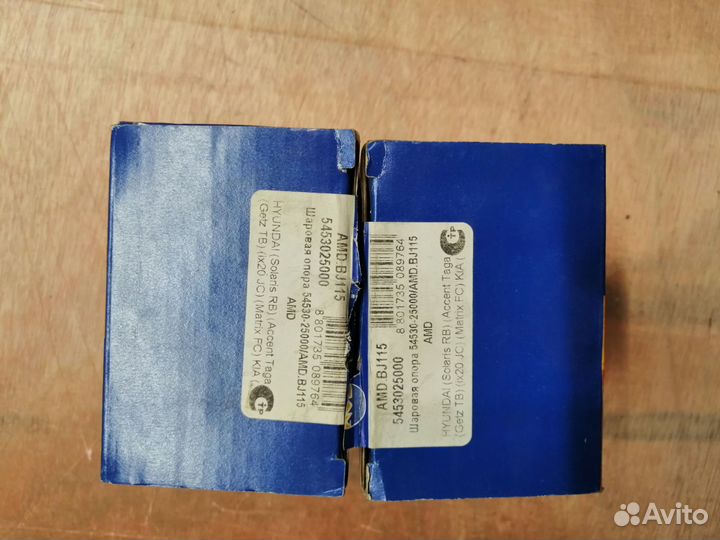 AMD.BJ115
5453025000
8 801735 089764
Шаровая опора 54530-25000/AMD.BJ115
AMD
HYUNDAI (Solaris RB) (Accent Taga
(Getz TB) (ix20 JC) (Matrix FC) KIA (
AMD.BJ115
5453025000
8 801735 089764
Шаровая опора 54530-25000/AMD.BJ115
AMD
HYUNDAI (Solaris RB) (Accent Taga
(Getz TB) (ix20 JC) (Matrix FC) KIA (
Avito